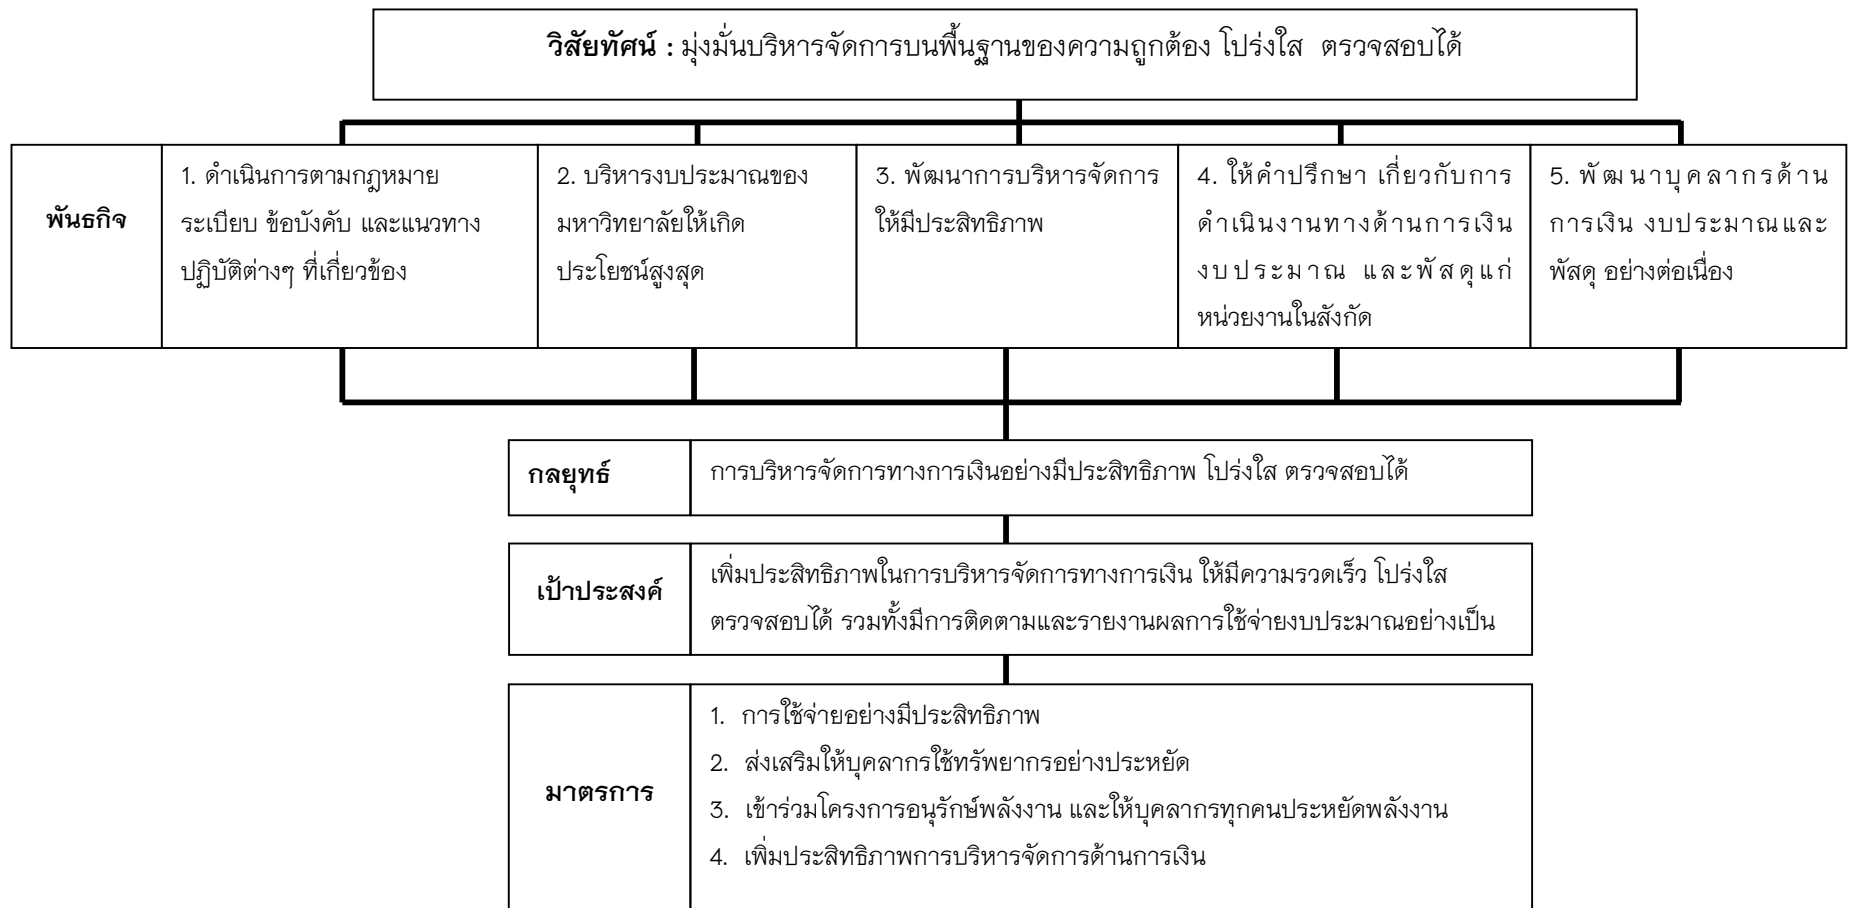 วิสัยทัศน์ : มุ่งมั่นบริหารจัดการบนพื้นฐานของความถูกต้อง โปร่งใส ตรวจสอบได้
พันธกิจ
1. ดำเนินการตามกฎหมาย
ระเบียบ ข้อบังคับ และแนวทาง
ปฏิบัติต่างๆ ที่เกี่ยวข้อง
2. บริหารงบประมาณของ
มหาวิทยาลัยให้เกิด
ประโยชน์สูงสุด
3. พัฒนาการบริหารจัดการ
ให้มีประสิทธิภาพ
4. ให้คำปรึกษา เกี่ยวกับการ
ดำเนินงานทางด้านการเงิน
งบประมาณ และพัสดุแก่
หน่วยงานในสังกัด
5. พัฒนาบุคลากรด้าน
การเงิน งบประมาณและ
พัสดุ อย่างต่อเนื่อง
กลยุทธ์
การบริหารจัดการทางการเงินอย่างมีประสิทธิภาพ โปร่งใส ตรวจสอบได้
เป้าประสงค์
เพิ่มประสิทธิภาพในการบริหารจัดการทางการเงิน ให้มีความรวดเร็ว โปร่งใส
ตรวจสอบได้ รวมทั้งมีการติดตามและรายงานผลการใช้จ่ายงบประมาณอย่างเป็น
มาตรการ
1. การใช้จ่ายอย่างมีประสิทธิภาพ
2. ส่งเสริมให้บุคลากรใช้ทรัพยากรอย่างประหยัด
3. เข้าร่วมโครงการอนุรักษ์พลังงาน และให้บุคลากรทุกคนประหยัดพลังงาน
4. เพิ่มประสิทธิภาพการบริหารจัดการด้านการเงิน